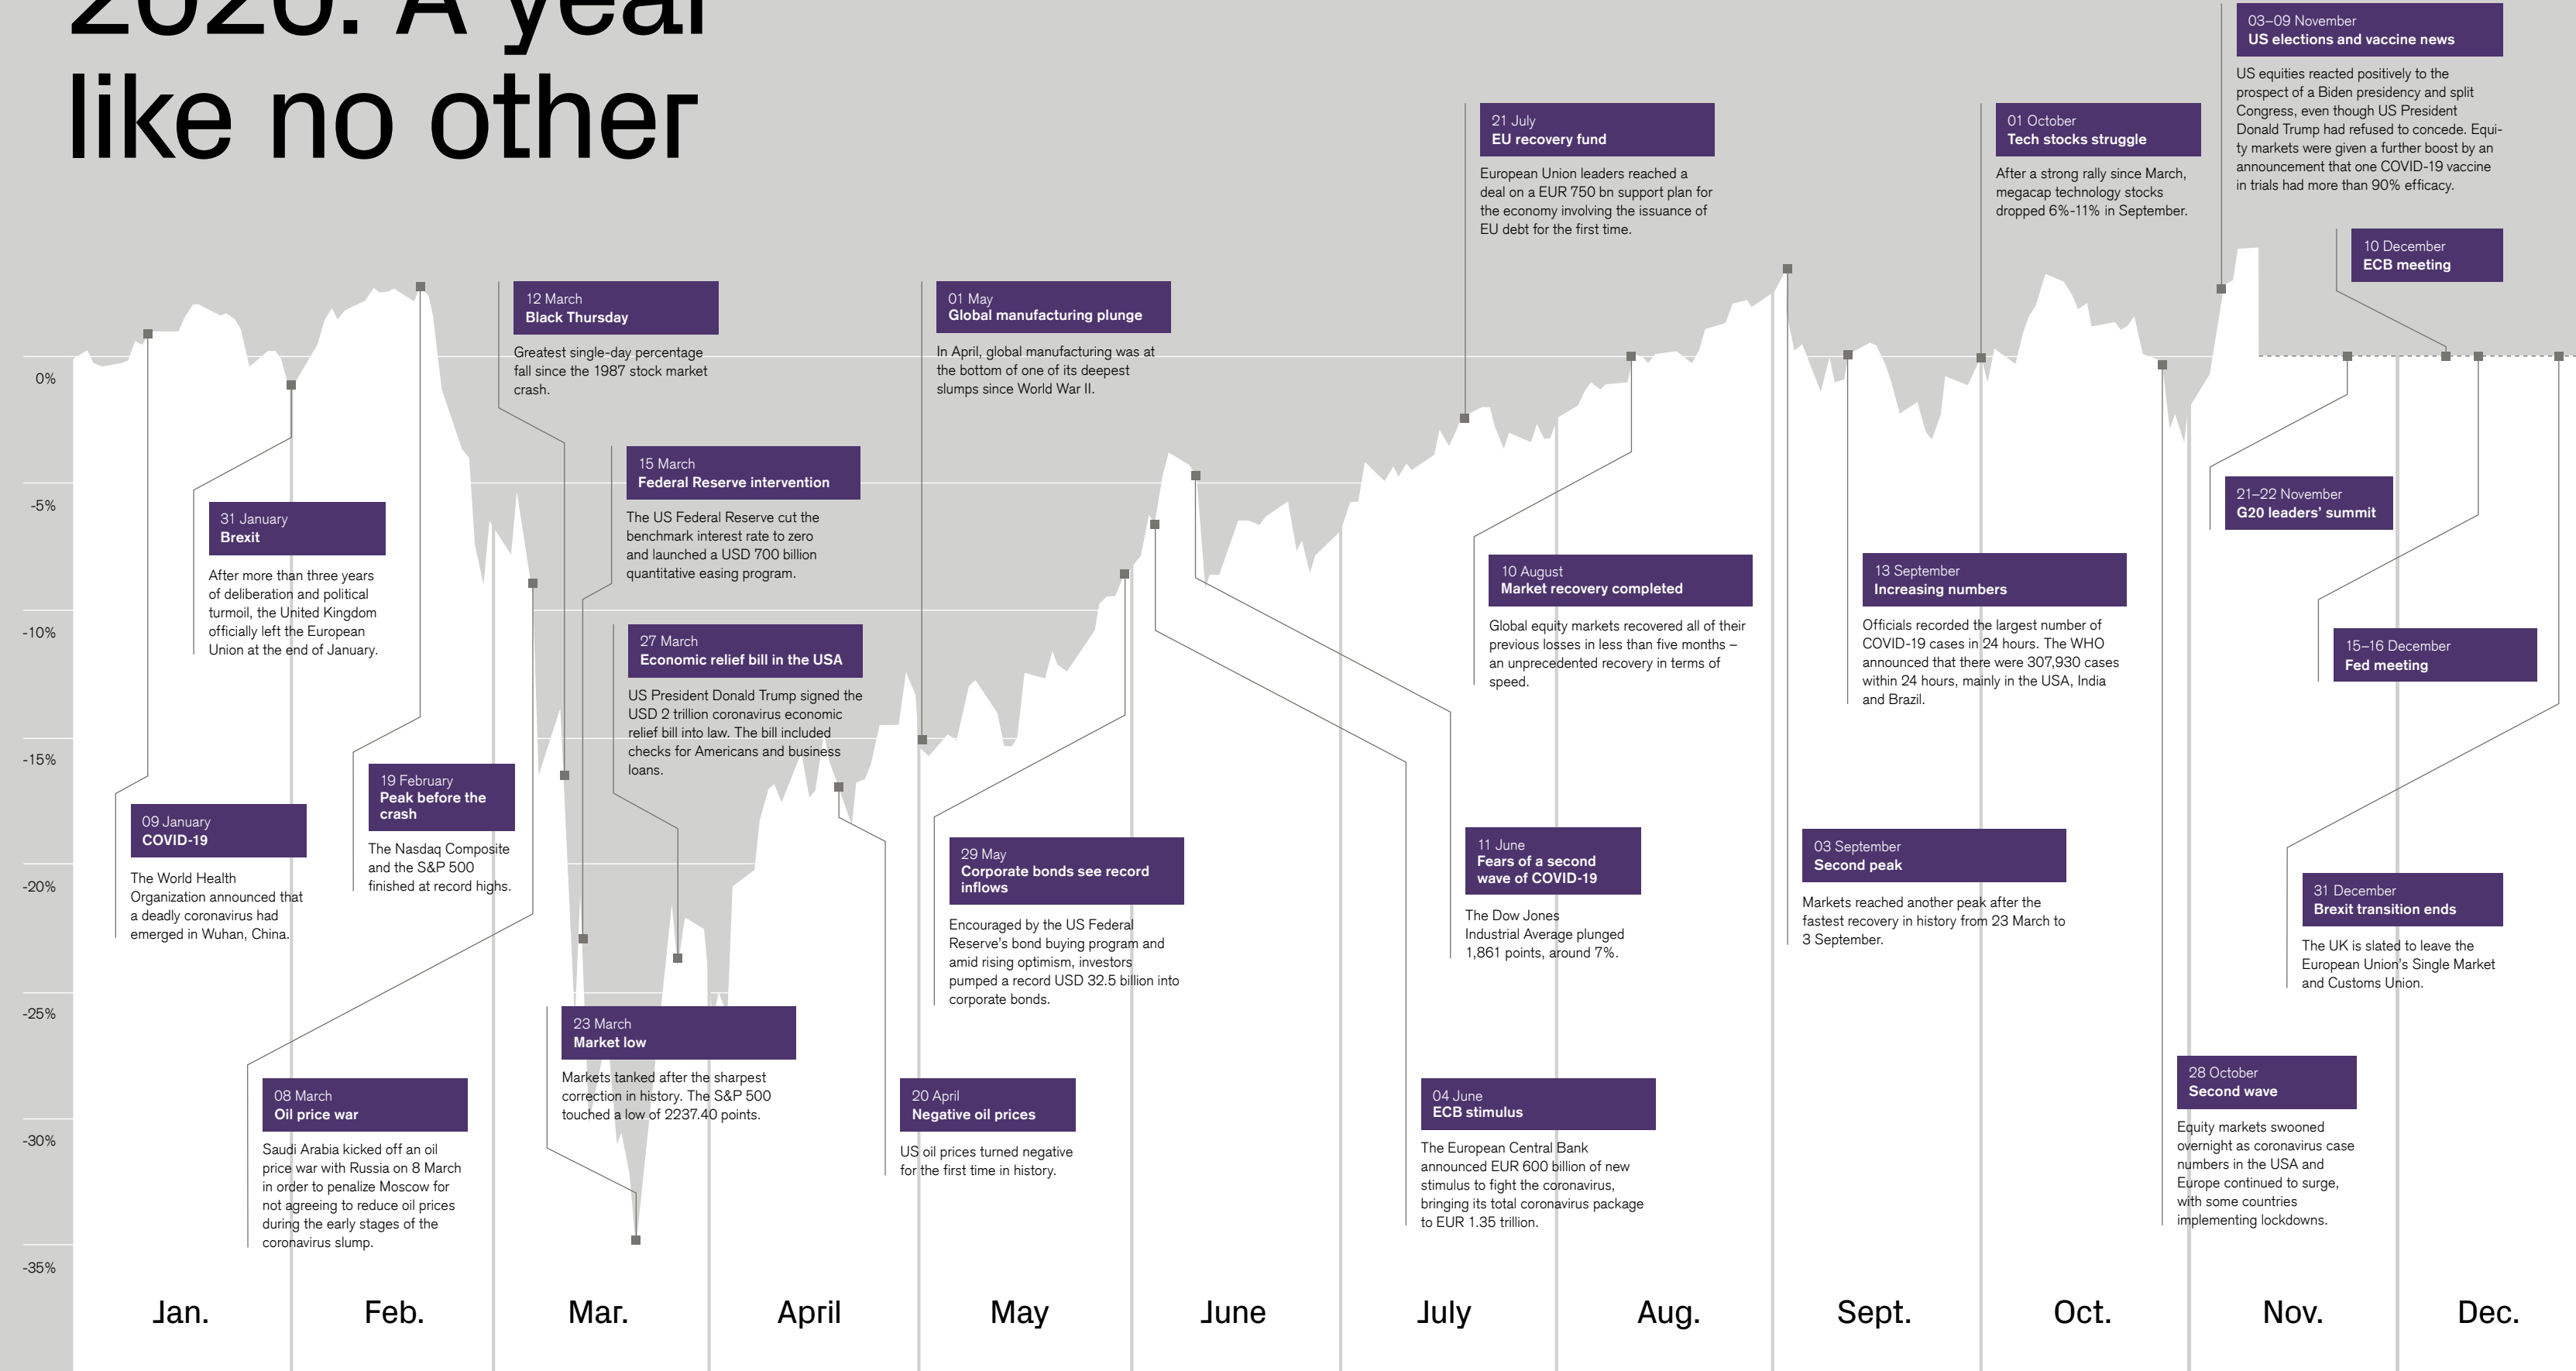 2020: A year
like no other
03–09 November
US elections and vaccine news
US equities reacted positively to the
prospect of a Biden presidency and split
Congress, even though US President
Donald Trump had refused to concede. Equi-
ty markets were given a further boost by an
announcement that one COVID-19 vaccine
in trials had more than 90% efficacy.
21 July
EU recovery fund
European Union leaders reached a
deal on a EUR 750 bn support plan for
the economy involving the issuance of
EU debt for the first time.
01 October
Tech stocks struggle
After a strong rally since March,
megacap technology stocks
dropped 6%-11% in September.
10 December
ECB meeting
12 March
Black Thursday
Greatest single-day percentage
fall since the 1987 stock market
crash.
01 May
Global manufacturing plunge
In April, global manufacturing was at
the bottom of one of its deepest
slumps since World War II.
0%
-5%
-10%
-15%
-20%
-25%
-30%
-35%
15 March
Federal Reserve intervention
The US Federal Reserve cut the
benchmark interest rate to zero
and launched a USD 700 billion
quantitative easing program.
31 January
Brexit
After more than three years
of deliberation and political
turmoil, the United Kingdom
officially left the European
Union at the end of January.
21–22 November
G20 leaders' summit
10 August
Market recovery completed
Global equity markets recovered all of their
previous losses in less than five months –
an unprecedented recovery in terms of
speed.
13 September
Increasing numbers
Officials recorded the largest number of
COVID-19 cases in 24 hours. The WHO
announced that there were 307,930 cases
within 24 hours, mainly in the USA, India
and Brazil.
27 March
Economic relief bill in the USA
US President Donald Trump signed the
USD 2 trillion coronavirus economic
relief bill into law. The bill included
checks for Americans and business
loans.
15–16 December
Fed meeting
19 February
Peak before the
crash
The Nasdaq Composite
and the S&P 500
finished at record highs.
09 January
COVID-19
The World Health
Organization announced that
a deadly coronavirus had
emerged in Wuhan, China.
29 May
Corporate bonds see record
inflows
Encouraged by the US Federal
Reserve's bond buying program and
amid rising optimism, investors
pumped a record USD 32.5 billion into
corporate bonds.
11 June
Fears of a second
wave of COVID-19
The Dow Jones
Industrial Average plunged
1,861 points, around 7%.
03 September
Second peak
Markets reached another peak after the
fastest recovery in history from 23 March to
3 September.
31 December
Brexit transition ends
The UK is slated to leave the
European Union's Single Market
and Customs Union.
23 March
Market low
Markets tanked after the sharpest
correction in history. The S&P 500
touched a low of 2237.40 points.
08 March
Oil price war
Saudi Arabia kicked off an oil
price war with Russia on 8 March
in order to penalize Moscow for
not agreeing to reduce oil prices
during the early stages of the
coronavirus slump.
20 April
Negative oil prices
US oil prices turned negative
for the first time in history.
04 June
ECB stimulus
The European Central Bank
announced EUR 600 billion of new
stimulus to fight the coronavirus,
bringing its total coronavirus package
to EUR 1.35 trillion.
28 October
Second wave
Equity markets swooned
overnight as coronavirus case
numbers in the USA and
Europe continued to surge,
with some countries
implementing lockdowns.
Jan.
Feb.
Mar.
April
May
June
July
Aug.
Sept.
Oct.
Nov.
Dec.